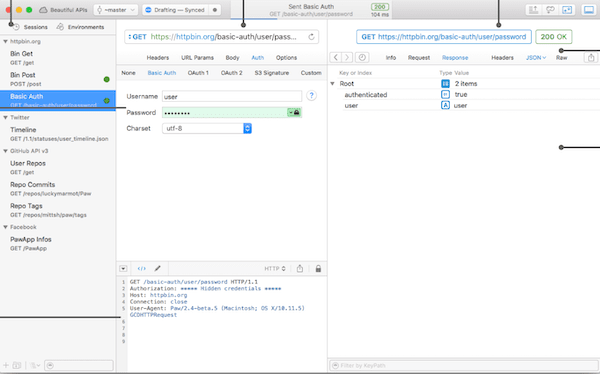 Beautiful APIs
~master
Drafting — Synced
Sent Basic Auth
GET /basic-auth/user/password
200
104 ms
Sessions
Environments
httpbin.org
Bin Get
GET /get
Bin Post
POST /post
Basic Auth
GET /basic-auth/user/password
Twitter
Timeline
GET /1.1/statuses/user_timeline.json
GitHub API v3
User Repos
GET /get
Repo Commits
GET /repos/luckymarmot/Paw
Repo Tags
GET /repos/mittsh/paw/tags
Facebook
PawApp Infos
GET /PawApp
GET https://httpbin.org/basic-auth/user/pass...
Headers URL Params Body Auth Options
None Basic Auth OAuth 1 OAuth 2 S3 Signature Custom
Username user ?
Password ••••••••
Charset utf-8
HTTP
1 GET /basic-auth/user/password HTTP/1.1
2 Authorization: ***** Hidden credentials *****
3 Host: httpbin.org
4 Connection: close
5 User-Agent: Paw/2.4-beta.5 (Macintosh; OS X/10.11.5)
GCDHTTPRequest
6
7
8
9
GET https://httpbin.org/basic-auth/user/password
200 OK
Info Request Response Headers JSON Raw
Key or Index Type Value
Root 2 items
authenticated true
user A user
Filter by KeyPath